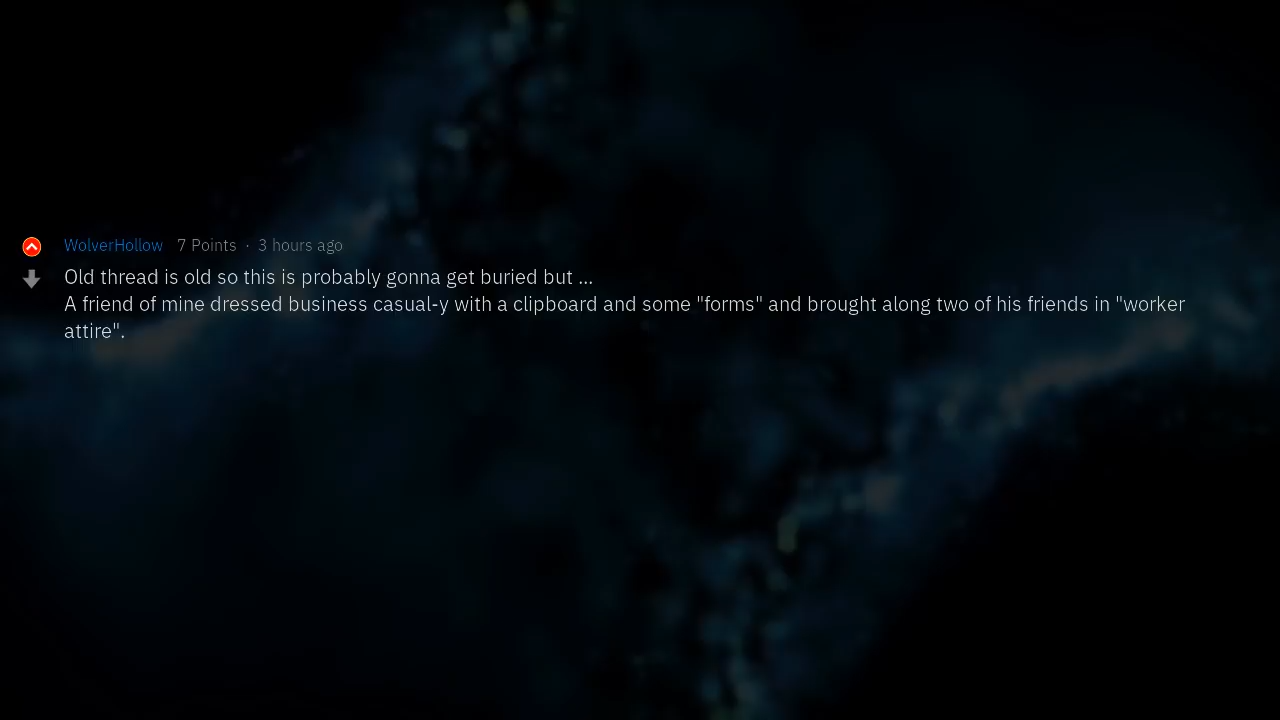 WolverHollow 7 Points · 3 hours ago
Old thread is old so this is probably gonna get buried but ...
A friend of mine dressed business casual-y with a clipboard and some "forms" and brought along two of his friends in "worker
attire".